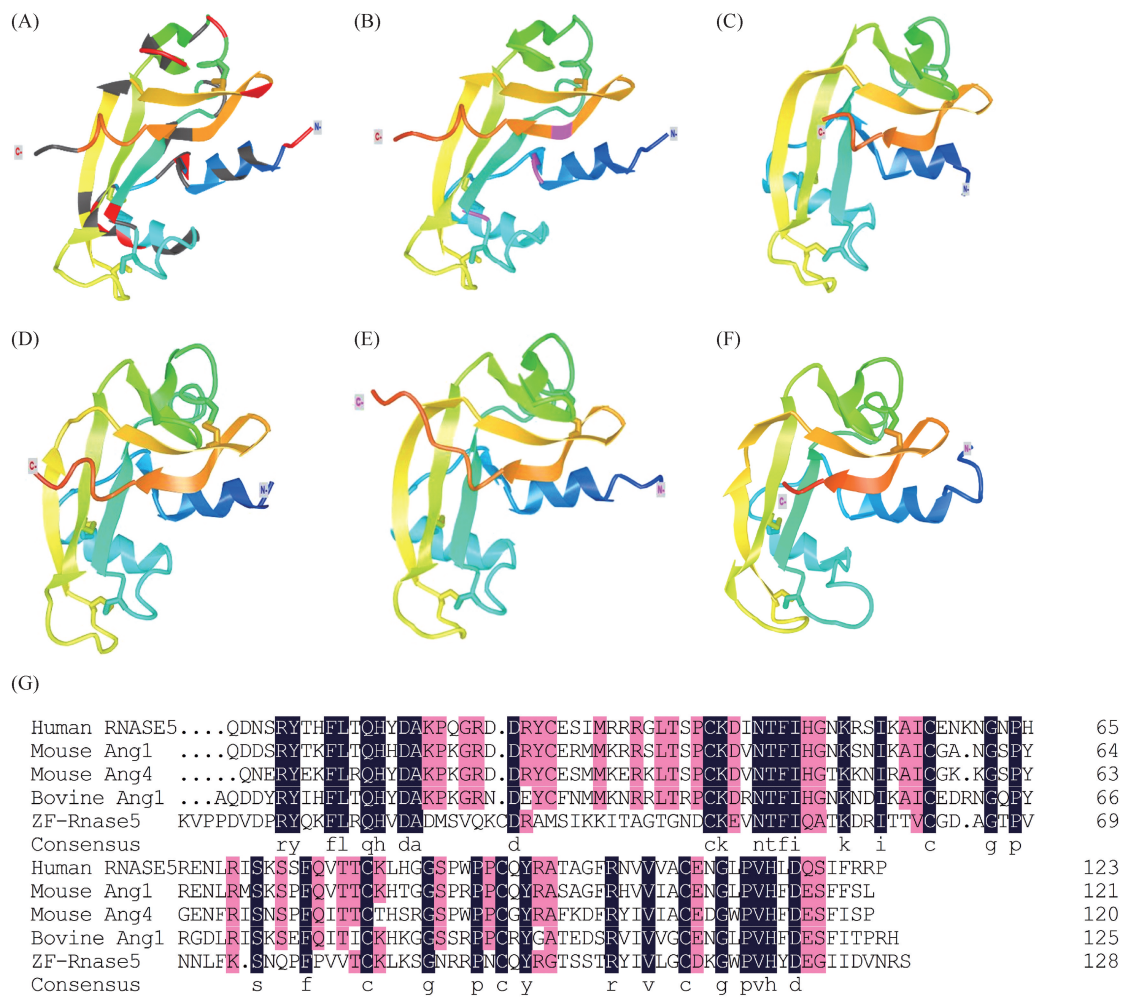 (A) (B) (C)
C- N- C- N- C- N-
(D) (E) (F)
C- N- C- N- C- N-
(G)
Human RNASE5....QDNSRYTHFLTQHYDAKPQGRD.DRYCESIMRRRGLTSPCKDINTFIHGNKRSIKAICENKNGNPH 65
Mouse Ang1 ...QDDSRYTKFLTQHHDAKPKGRD.DRYCERMMKRRSLTSPCKDVNTFIHGNKSNIKAICGA.NGSPY 64
Mouse Ang4 ....QNERYEKFLRQHYDAKPKGRD.DRYCESMMKERKLTSPCKDVNTFIHGTKKNIRAICGK.KGSPY 63
Bovine Ang1 ...AQDDYRYIHFLTQHYDAKPKGRN.DEYCFNMMKNRRLTRPCKDRNTFIHGNKNDIKAICEDRNGQPY 66
ZF-Rnase5 KVPPDVDPRYQKFLRQHVDADMSVQKCDRAMSIKKITAGTGNDCKEVNTFIQATKDRITTVCGD.AGTPV 69
Consensus ry fl qh da d ck ntfi k i c g p
Human RNASE5RENLRISKSSFQVTTCKLHGGSPWPPCQYRATAGFRNVVVACENGLPVHLDQSIFRRP 123
Mouse Ang1 RENLRMSKSPFQVTTCKHTGGSPRPPCQYRASAGFRHVVIACENGLPVHFDESFFSL 121
Mouse Ang4 GENFRISNSPFQITTCTHSRGSPWPPCGYRAFKDFRYIVIACEDGWPVHFDESFISP 120
Bovine Ang1 RGDLRISKSEFQITICKHKGGSSRPPCRYGATEDSRVIVVGCENGLPVHFDESFITPRH 125
ZF-Rnase5 NNLFK.SNQPFPVVTCKLKSGNRRPNCQYRGTSSTRYIVLGCDKGWPVHYDEGIIDVNRS 128
Consensus s f c g p c y r v c g pvh d